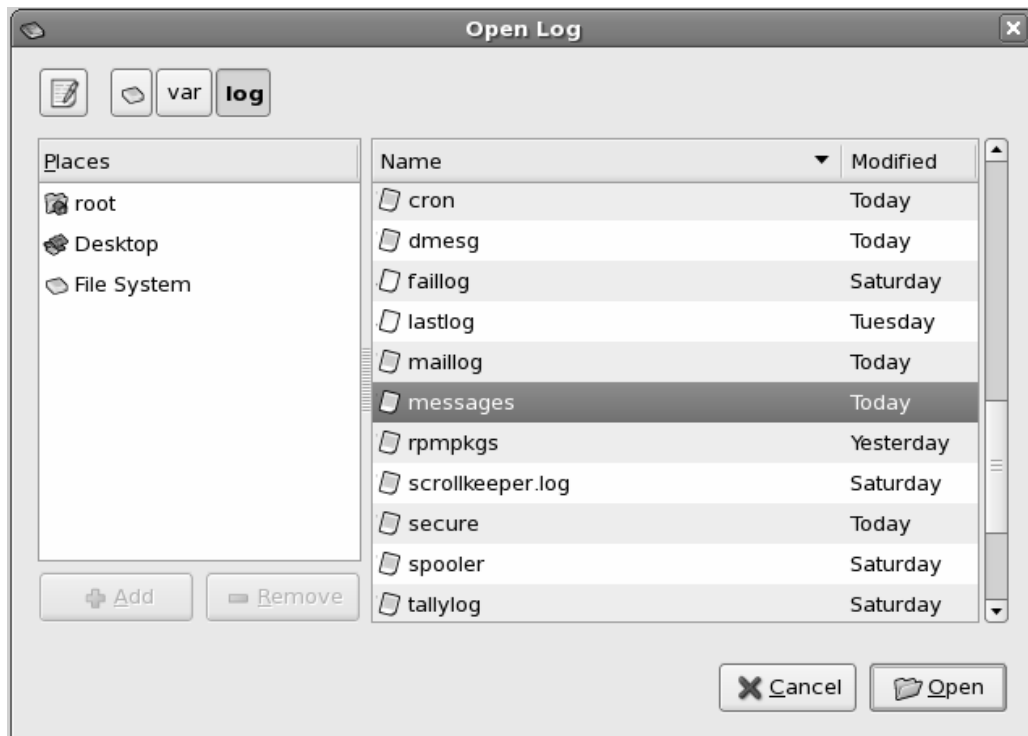 Open Log
var log
Places
root
Desktop
File System
Add Remove
Name Modified
cron Today
dmesg Today
faillog Saturday
lastlog Tuesday
maillog Today
messages Today
rpmpkgs Yesterday
scrollkeeper.log Saturday
secure Today
spooler Saturday
tallylog Saturday
Cancel Open